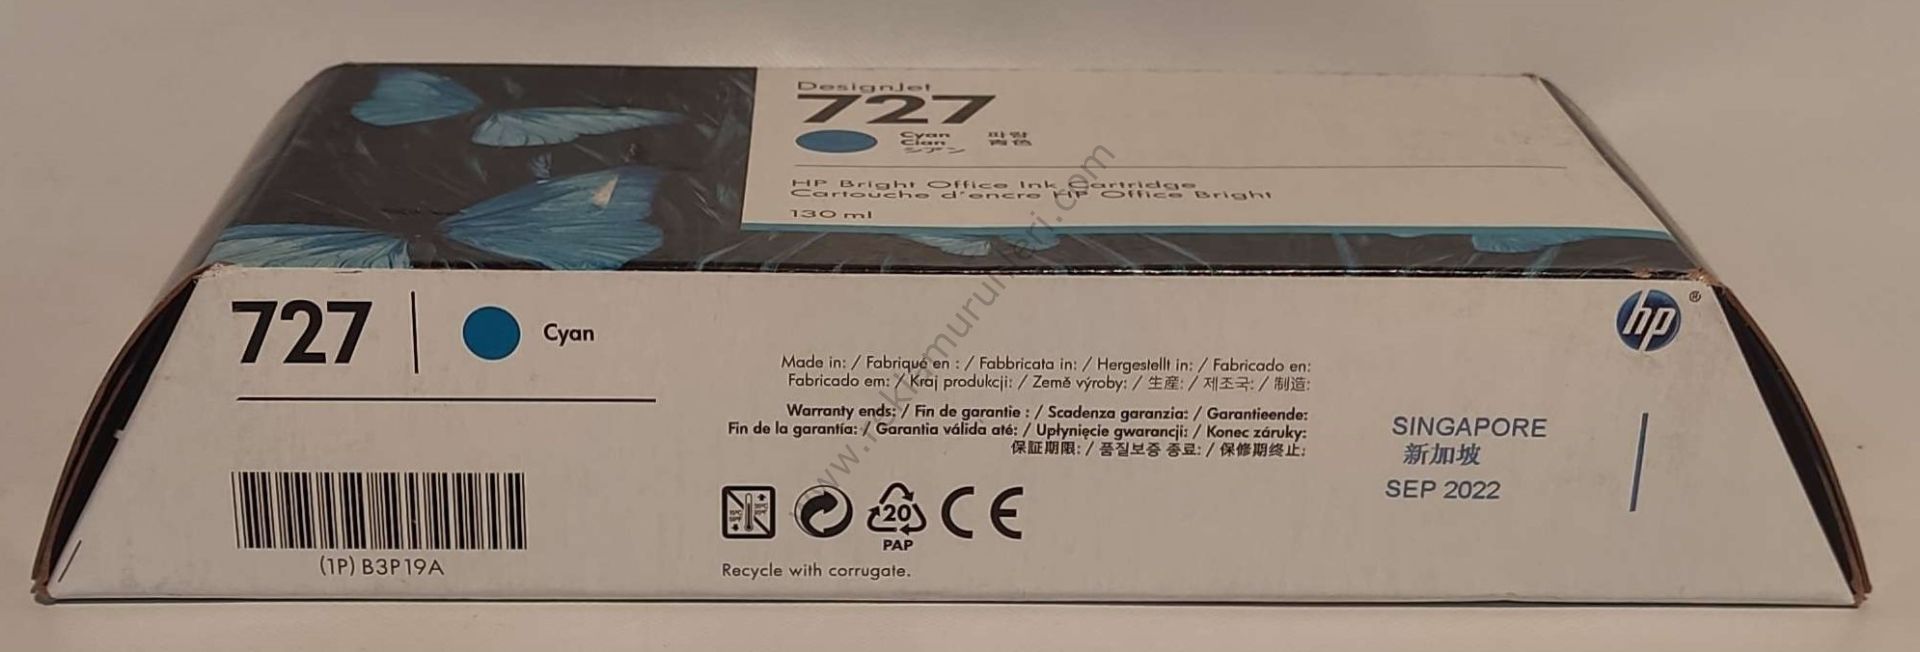 DesignJet
727
Cyan 파랑
Cian 青色
シアン
HP Bright Office Ink Cartridge
Cartouche d'encre HP Office Bright
130 ml
727 Cyan
hp®
Made in: / Fabriqué en : / Fabbricata in: / Hergestellt in: / Fabricado en:
Fabricado em: / Kraj produkcji: / Země výroby: / 生産: / 제조국: / 制造:
Warranty ends: / Fin de garantie : / Scadenza garanzia: / Garantieende:
Fin de la garantía: / Garantia válida até: / Upłynięcie gwarancji: / Konec záruky:
保証期限: / 품질보증 종료: / 保修期终止:
SINGAPORE
新加坡
SEP 2022
(1P) B3P19A
20
PAP
CE
Recycle with corrugate.
www.reklamurunleri.com